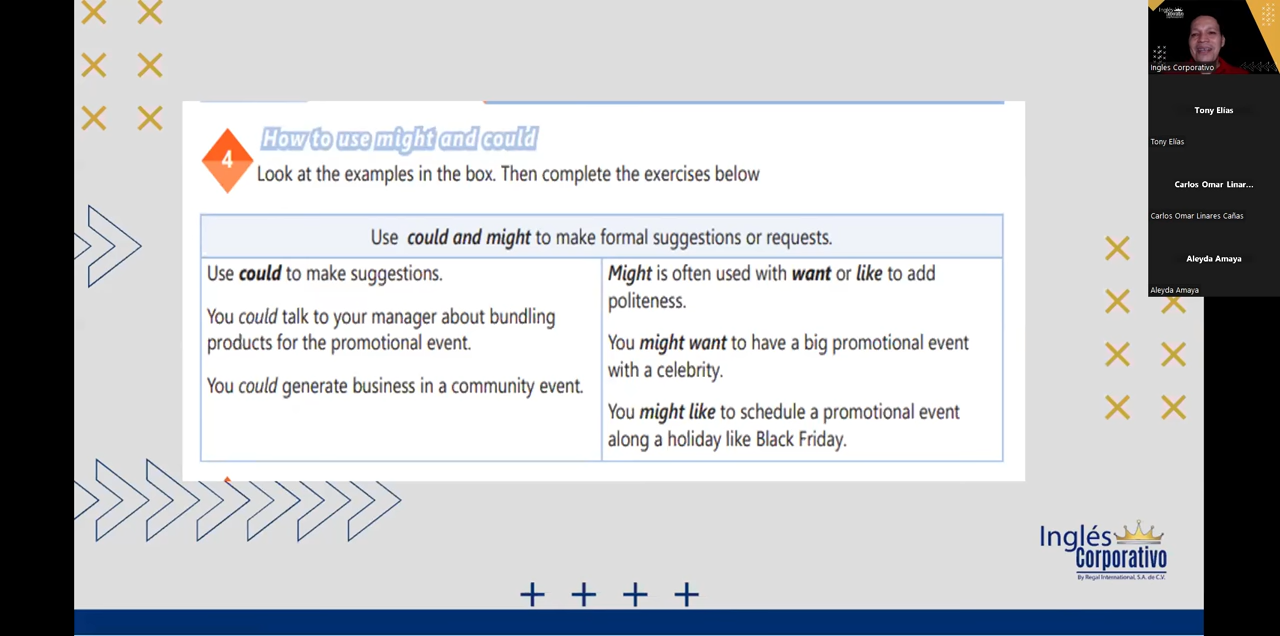 How to use might and could
4
Look at the examples in the box. Then complete the exercises below
Use could and might to make formal suggestions or requests.
Use could to make suggestions.
You could talk to your manager about bundling
products for the promotional event.
You could generate business in a community event.
Might is often used with want or like to add
politeness.
You might want to have a big promotional event
with a celebrity.
You might like to schedule a promotional event
along a holiday like Black Friday.
Inglés
Corporativo
By Regal International, S.A. de C.V.
Ingles Corporativo
Tony Elías
Tony Elías
Carlos Omar Linar...
Carlos Omar Linares Cañas
Aleyda Amaya
Aleyda Amaya